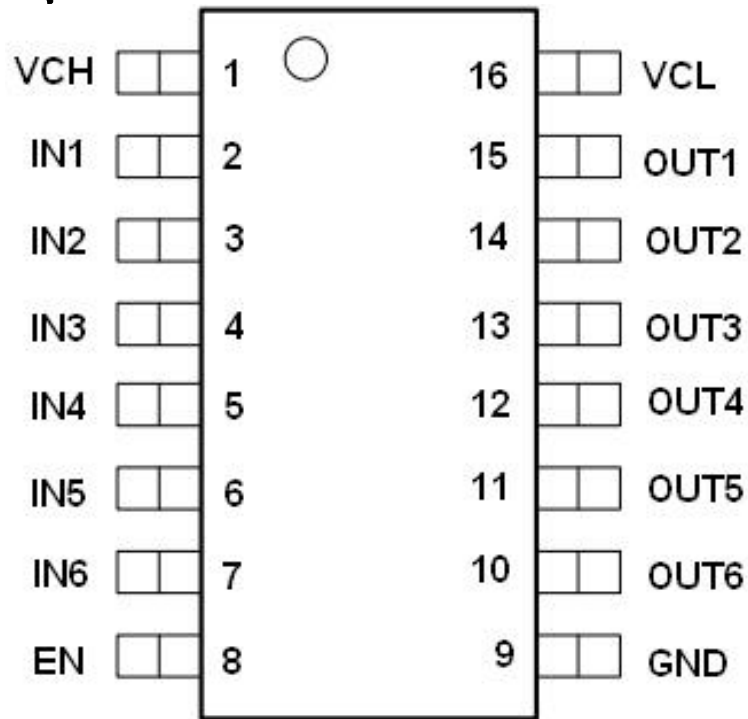 VCH 1 16 VCL
IN1 2 15 OUT1
IN2 3 14 OUT2
IN3 4 13 OUT3
IN4 5 12 OUT4
IN5 6 11 OUT5
IN6 7 10 OUT6
EN 8 9 GND